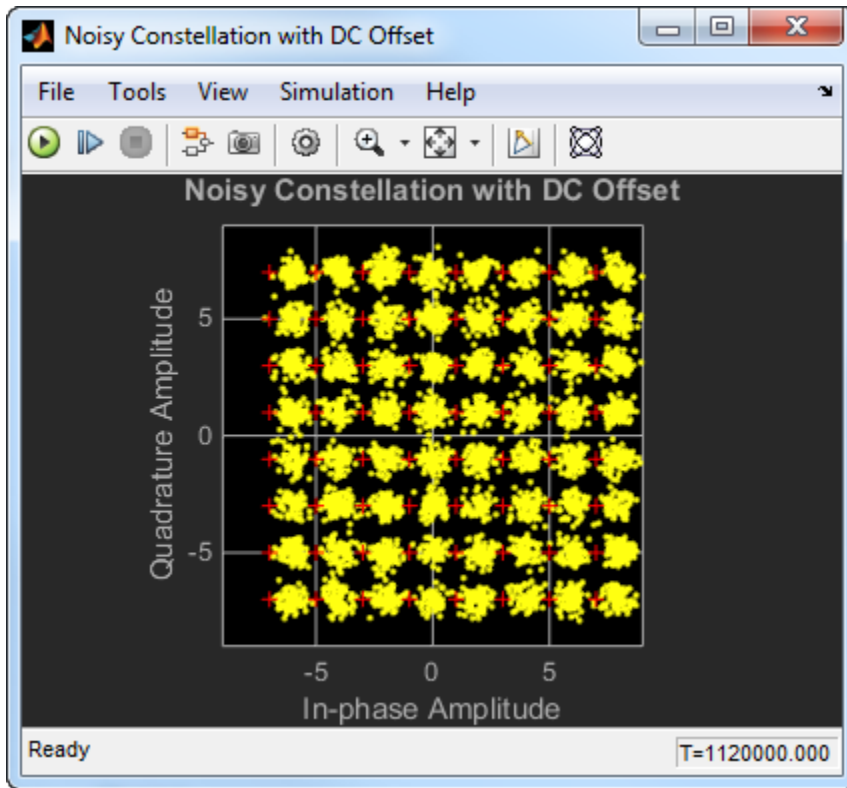 Noisy Constellation with DC Offset
File Tools View Simulation Help
Noisy Constellation with DC Offset
Quadrature Amplitude
5
0
-5
-5 0 5
In-phase Amplitude
Ready T=1120000.000